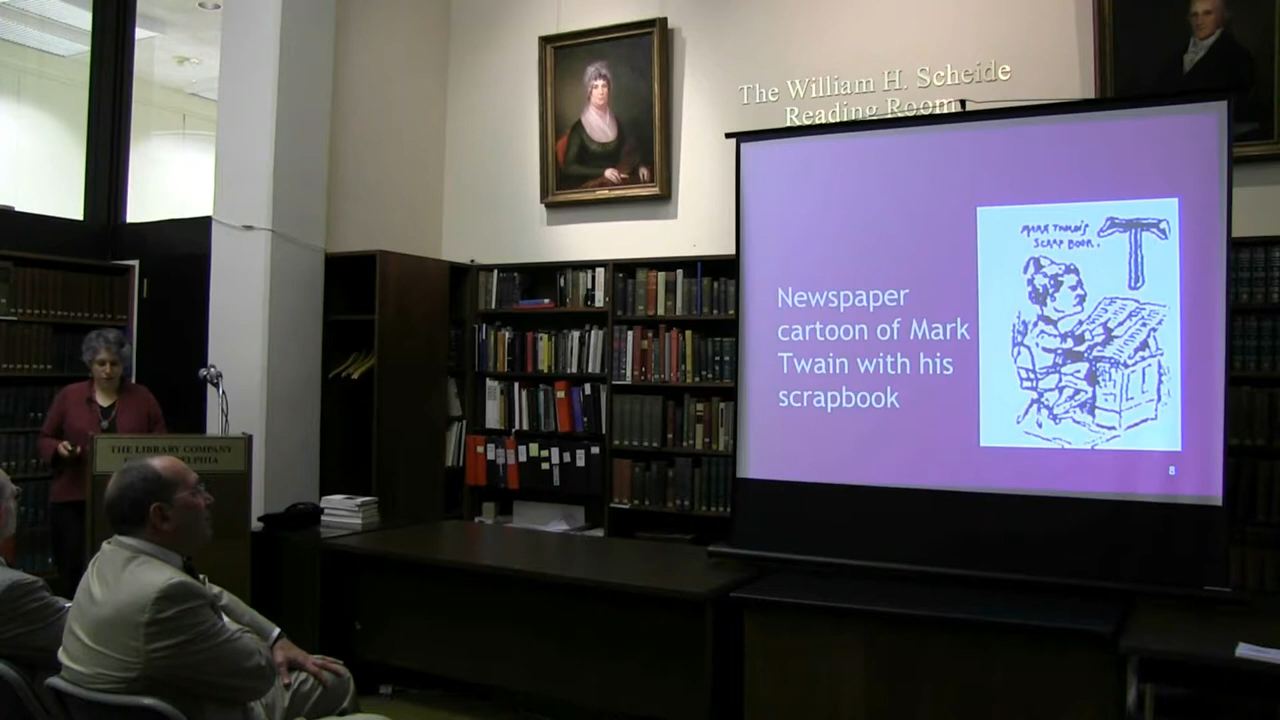 The William H. Scheide
Reading Room
MARK TWAIN'S
SCRAP BOOK.
Newspaper
cartoon of Mark
Twain with his
scrapbook
8
THE LIBRARY COMPANY